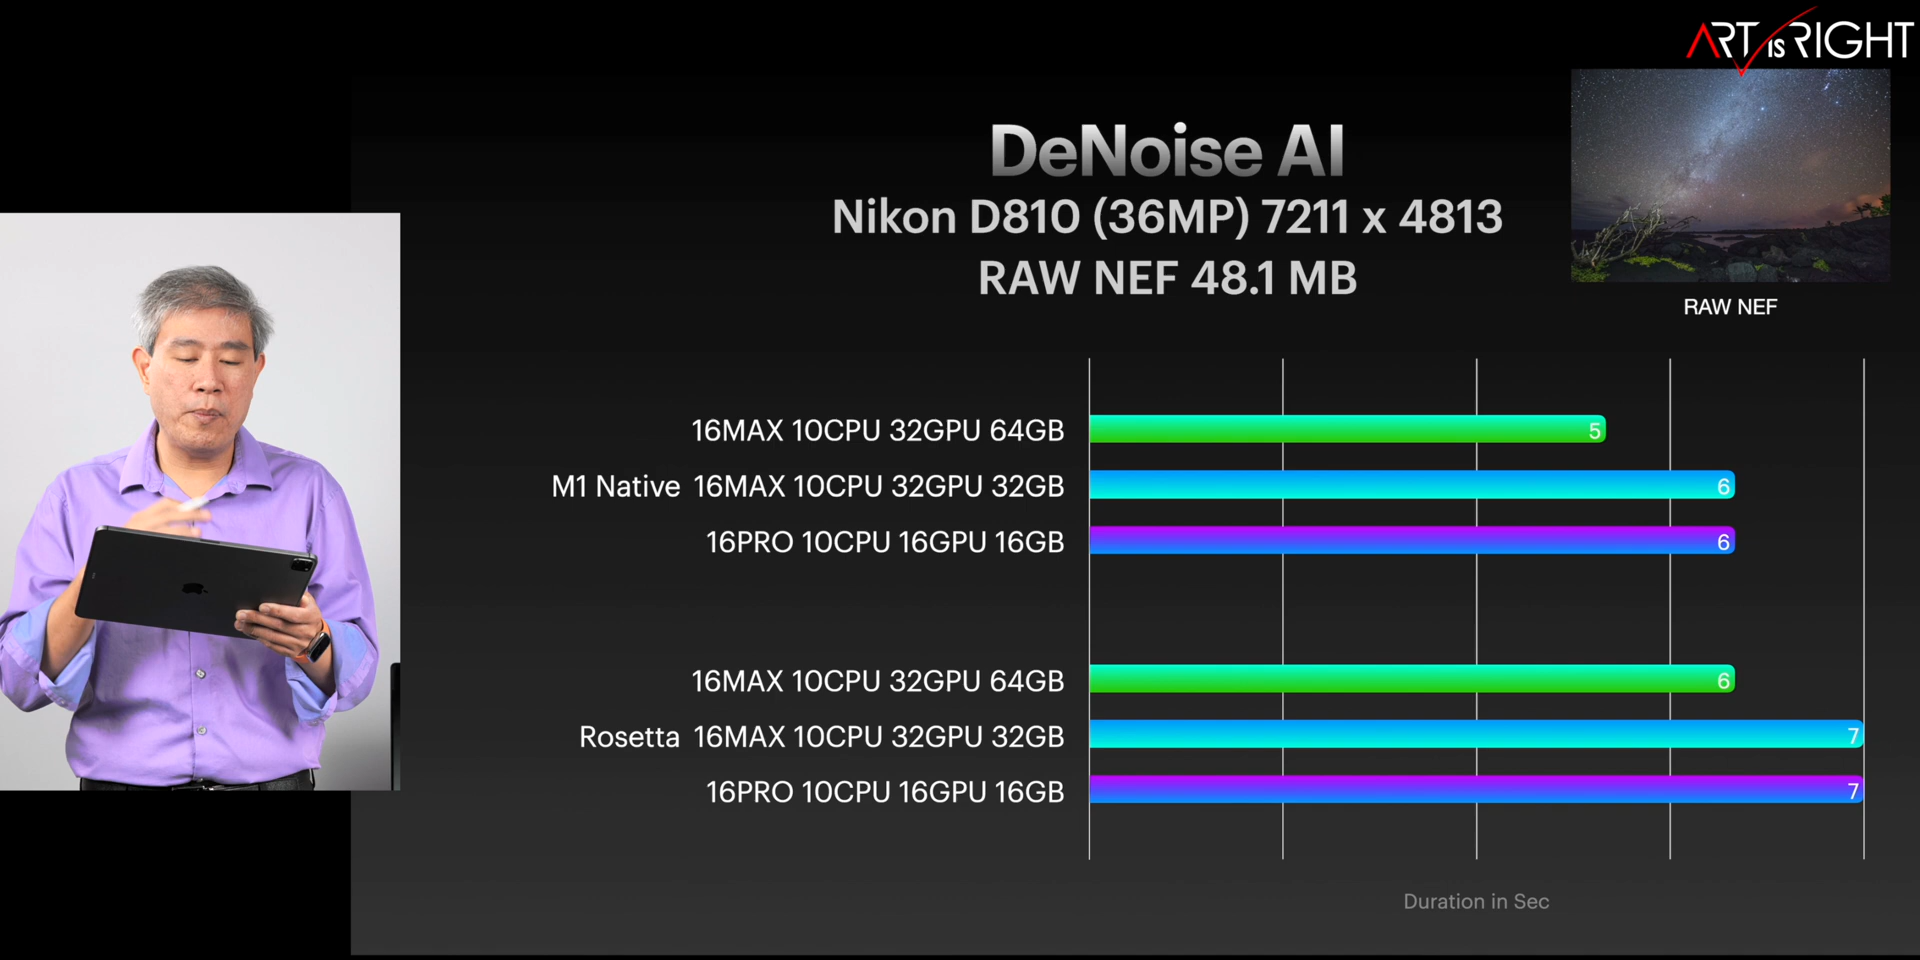 ART IS RIGHT
DeNoise AI
Nikon D810 (36MP) 7211 x 4813
RAW NEF 48.1 MB
RAW NEF
16MAX 10CPU 32GPU 64GB 5
M1 Native 16MAX 10CPU 32GPU 32GB 6
16PRO 10CPU 16GPU 16GB 6
16MAX 10CPU 32GPU 64GB 6
Rosetta 16MAX 10CPU 32GPU 32GB 7
16PRO 10CPU 16GPU 16GB 7
Duration in Sec